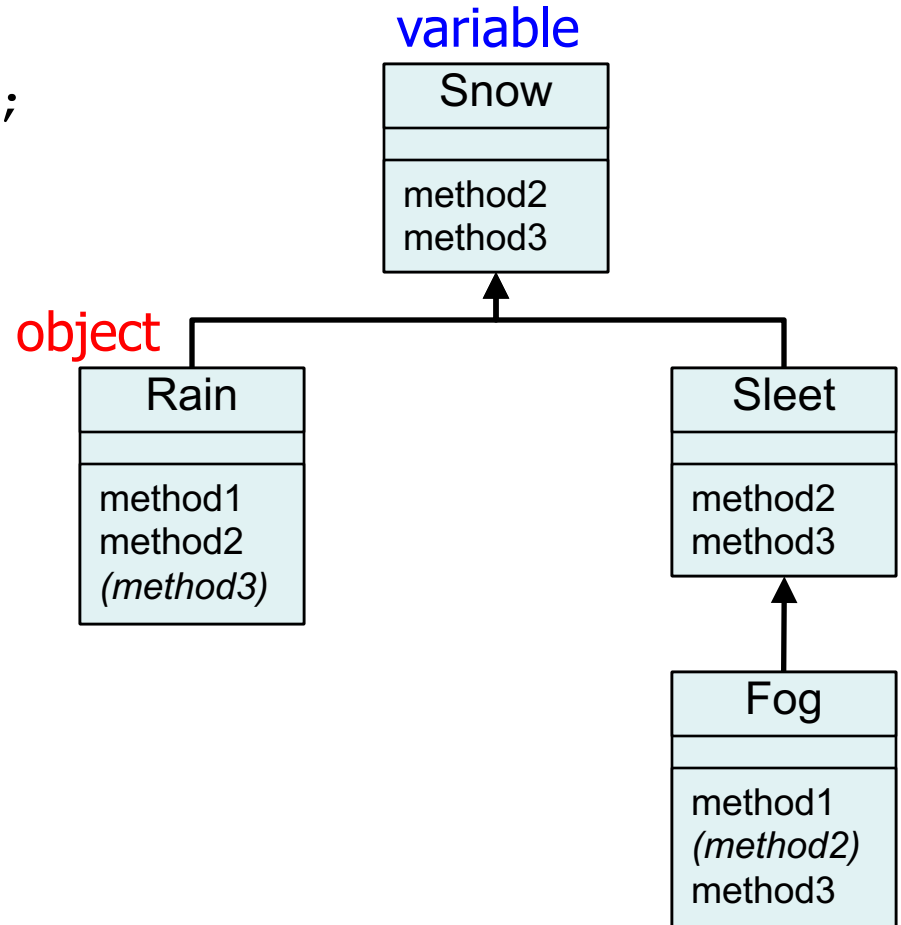 variable
;
Snow
method2
method3
object
Rain
method1
method2
(method3)
Sleet
method2
method3
Fog
method1
(method2)
method3